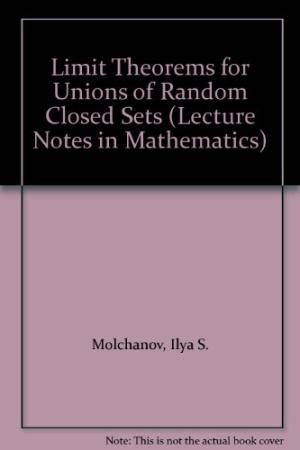 Limit Theorems for
Unions of Random
Closed Sets (Lecture
Notes in Mathematics)
Molchanov, Ilya S.
Note: This is not the actual book cover